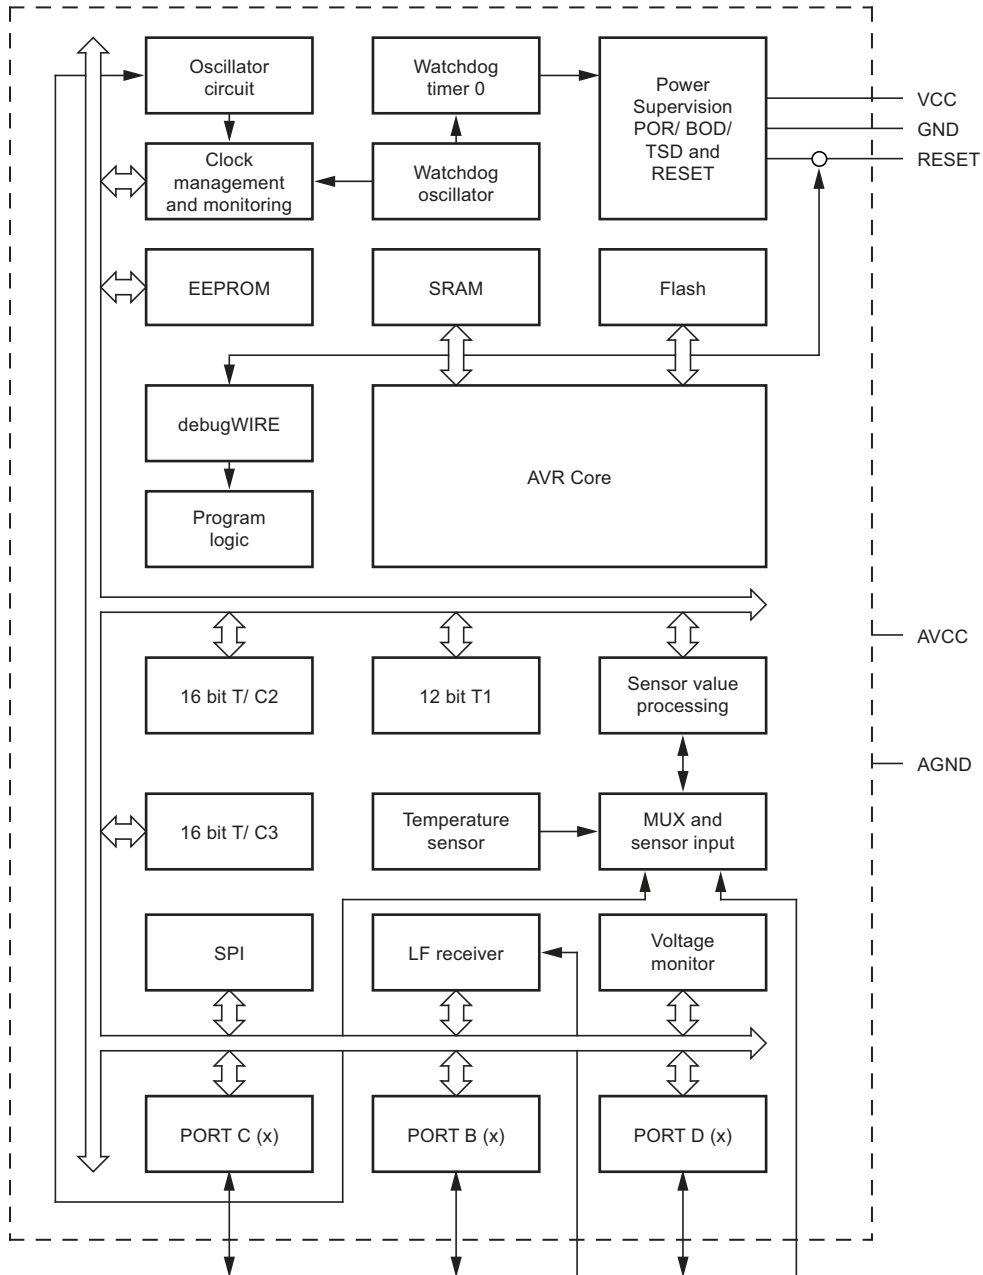 Oscillator
circuit
Watchdog
timer 0
Power
Supervision
POR/ BOD/
TSD and
RESET
VCC
GND
RESET
Clock
management
and monitoring
Watchdog
oscillator
EEPROM
SRAM
Flash
debugWIRE
AVR Core
Program
logic
AVCC
16 bit T/ C2
12 bit T1
Sensor value
processing
AGND
16 bit T/ C3
Temperature
sensor
MUX and
sensor input
SPI
LF receiver
Voltage
monitor
PORT C (x)
PORT B (x)
PORT D (x)